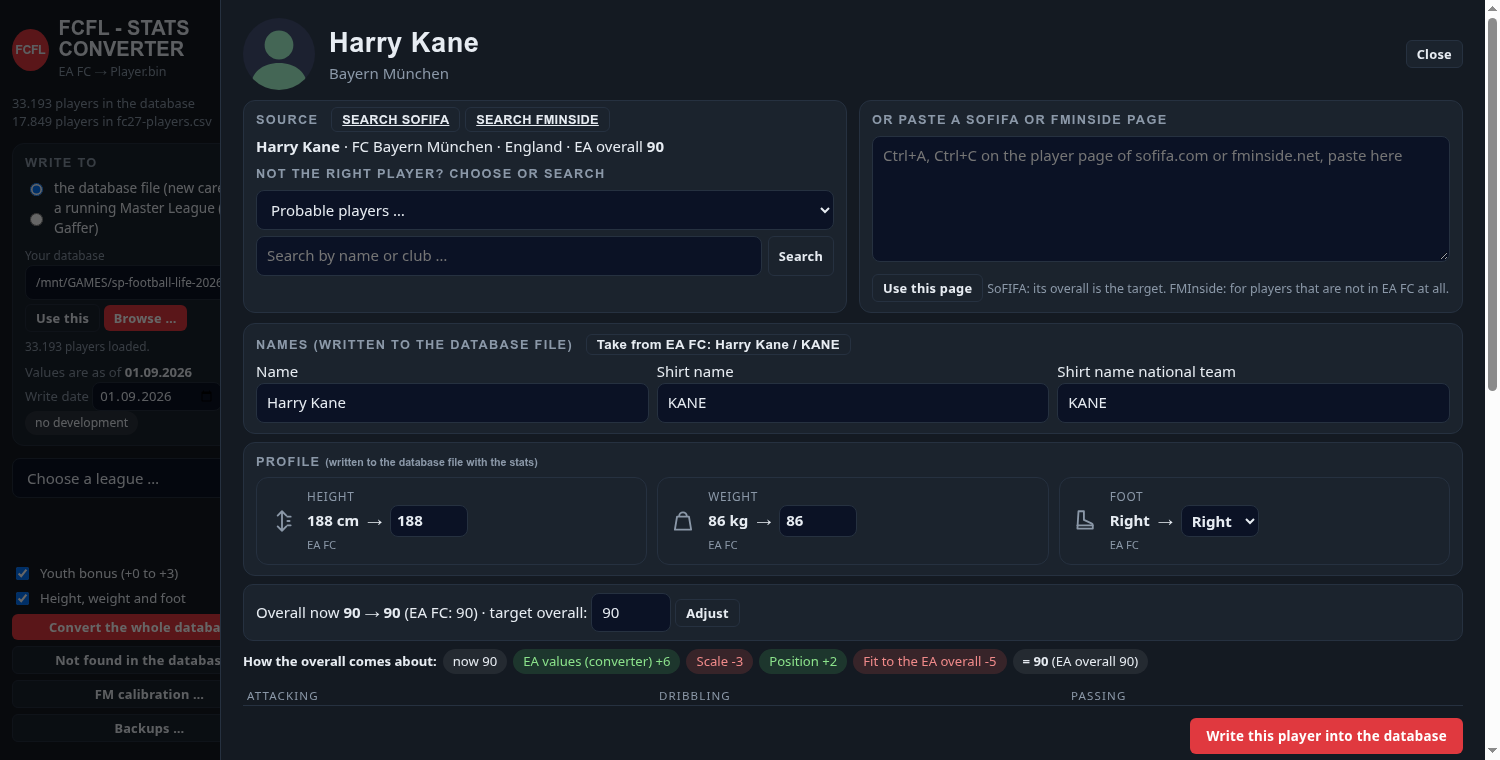 FCFL
FCFL - STATS
CONVERTER
EA FC → Player.bin
33.193 players in the database
17.849 players in fc27-players.csv
WRITE TO
the database file (new care
a running Master League (
Gaffer)
Your database
/mnt/GAMES/sp-football-life-2026
Use this
Browse ...
33.193 players loaded.
Values are as of 01.09.2026
Write date 01.09.2026
no development
Choose a league ...
Youth bonus (+0 to +3)
Height, weight and foot
Convert the whole databa
Not found in the databas
FM calibration ...
Backups ...
Harry Kane
Bayern München
Close
SOURCE SEARCH SOFIFA SEARCH FMINSIDE
Harry Kane · FC Bayern München · England · EA overall 90
NOT THE RIGHT PLAYER? CHOOSE OR SEARCH
Probable players ...
Search by name or club ...
Search
OR PASTE A SOFIFA OR FMINSIDE PAGE
Ctrl+A, Ctrl+C on the player page of sofifa.com or fminside.net, paste here
Use this page SoFIFA: its overall is the target. FMInside: for players that are not in EA FC at all.
NAMES (WRITTEN TO THE DATABASE FILE) Take from EA FC: Harry Kane / KANE
Name
Harry Kane
Shirt name
KANE
Shirt name national team
KANE
PROFILE (written to the database file with the stats)
HEIGHT
188 cm → 188
EA FC
WEIGHT
86 kg → 86
EA FC
FOOT
Right → Right
EA FC
Overall now 90 → 90 (EA FC: 90) · target overall: 90 Adjust
How the overall comes about: now 90 EA values (converter) +6 Scale -3 Position +2 Fit to the EA overall -5 = 90 (EA overall 90)
ATTACKING
DRIBBLING
PASSING
Write this player into the database